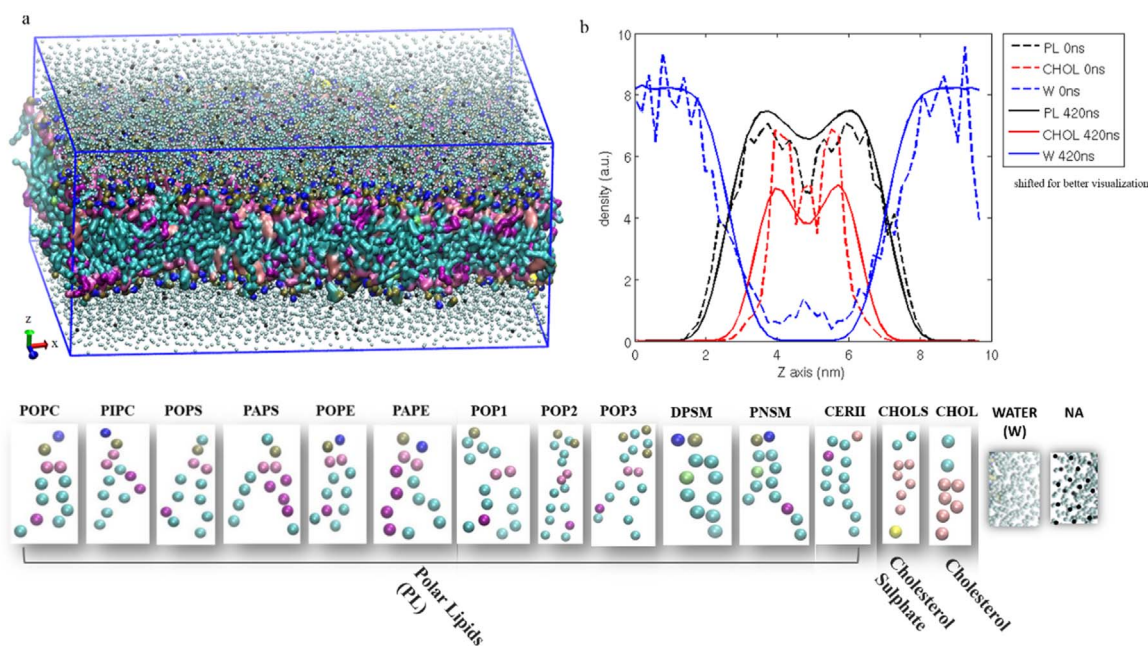 a
z
x
b
10
8
6
4
2
0
density (a.u.)
0 2 4 6 8 10
Z axis (nm)
PL 0ns
CHOL 0ns
W 0ns
PL 420ns
CHOL 420ns
W 420ns
shifted for better visualization
POPC PIPC POPS PAPS POPE PAPE POP1 POP2 POP3 DPSM PNSM CERII CHOLS CHOL WATER NA
(W)
Polar Lipids
(PL)
Cholesterol
Sulphate
Cholesterol